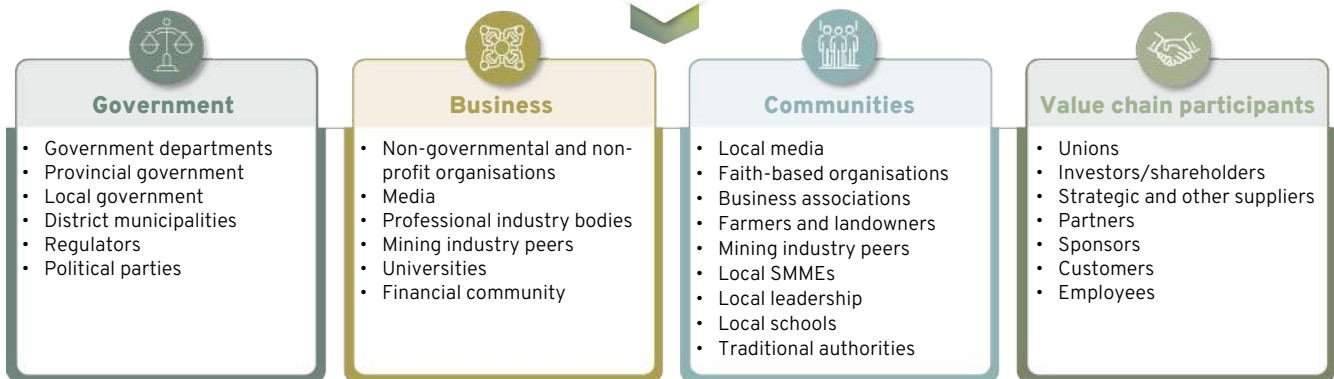 Government
• Government departments
• Provincial government
• Local government
• District municipalities
• Regulators
• Political parties
Business
• Non-governmental and non-
profit organisations
• Media
• Professional industry bodies
• Mining industry peers
• Universities
• Financial community
Communities
• Local media
• Faith-based organisations
• Business associations
• Farmers and landowners
• Mining industry peers
• Local SMMEs
• Local leadership
• Local schools
• Traditional authorities
Value chain participants
• Unions
• Investors/shareholders
• Strategic and other suppliers
• Partners
• Sponsors
• Customers
• Employees